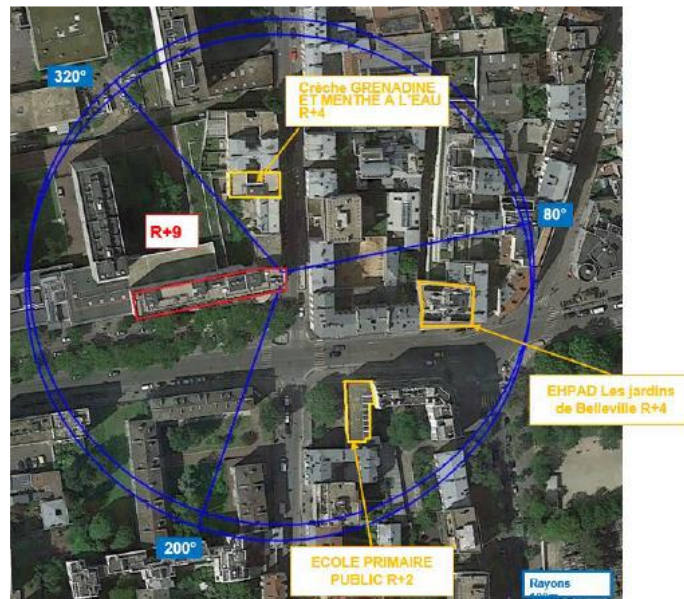 320°
Crèche GRENADINE
ET MENTHE A L'EAU
R+4
80°
R+9
EHPAD Les jardins
de Belleville R+4
200°
ECOLE PRIMAIRE
PUBLIC R+2
Rayons